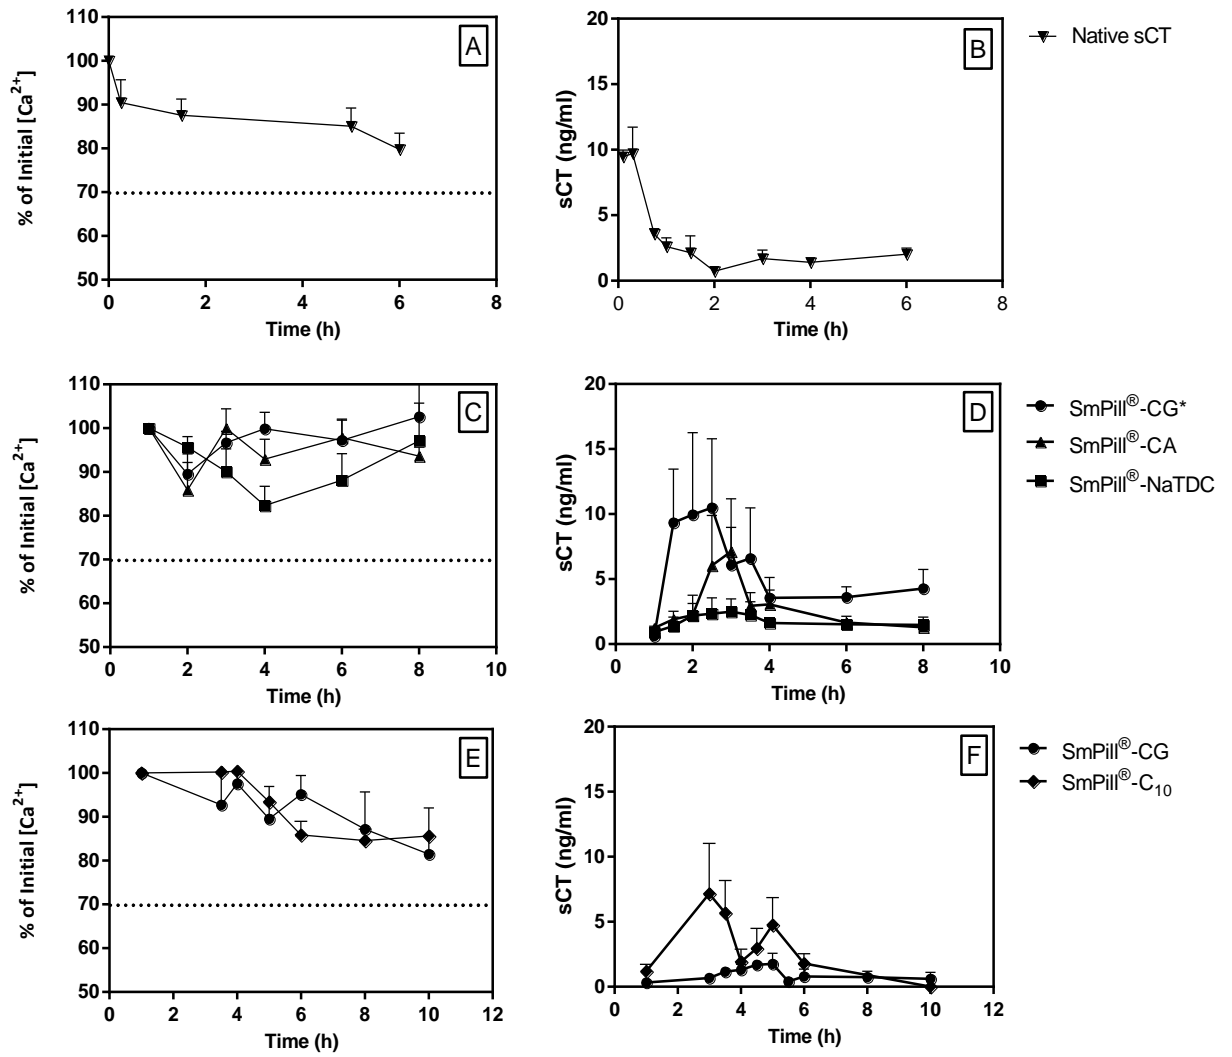 110
100
90
80
70
60
50
% of Initial [Ca²⁺]
A
0 2 4 6 8
Time (h)
20
15
10
5
0
sCT (ng/ml)
B
0 2 4 6 8
Time (h)
Native sCT
110
100
90
80
70
60
50
% of Initial [Ca²⁺]
C
0 2 4 6 8 10
Time (h)
20
15
10
5
0
sCT (ng/ml)
D
0 2 4 6 8 10
Time (h)
SmPill®-CG*
SmPill®-CA
SmPill®-NaTDC
110
100
90
80
70
60
50
% of Initial [Ca²⁺]
E
0 2 4 6 8 10 12
Time (h)
20
15
10
5
0
sCT (ng/ml)
F
0 2 4 6 8 10 12
Time (h)
SmPill®-CG
SmPill®-C₁₀